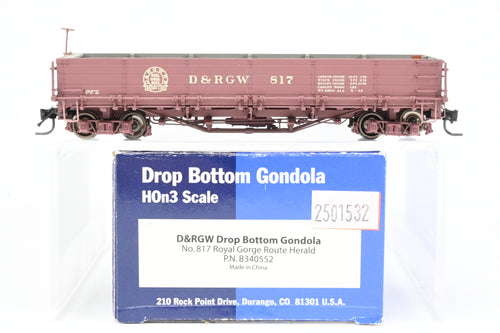 D&RGW 817
Drop Bottom Gondola
HOn3 Scale
2501532
D&RGW Drop Bottom Gondola
No. 817 Royal Gorge Route Herald
P.N. B340552
Made in China
210 Rock Point Drive, Durango, CO 81301 U.S.A.